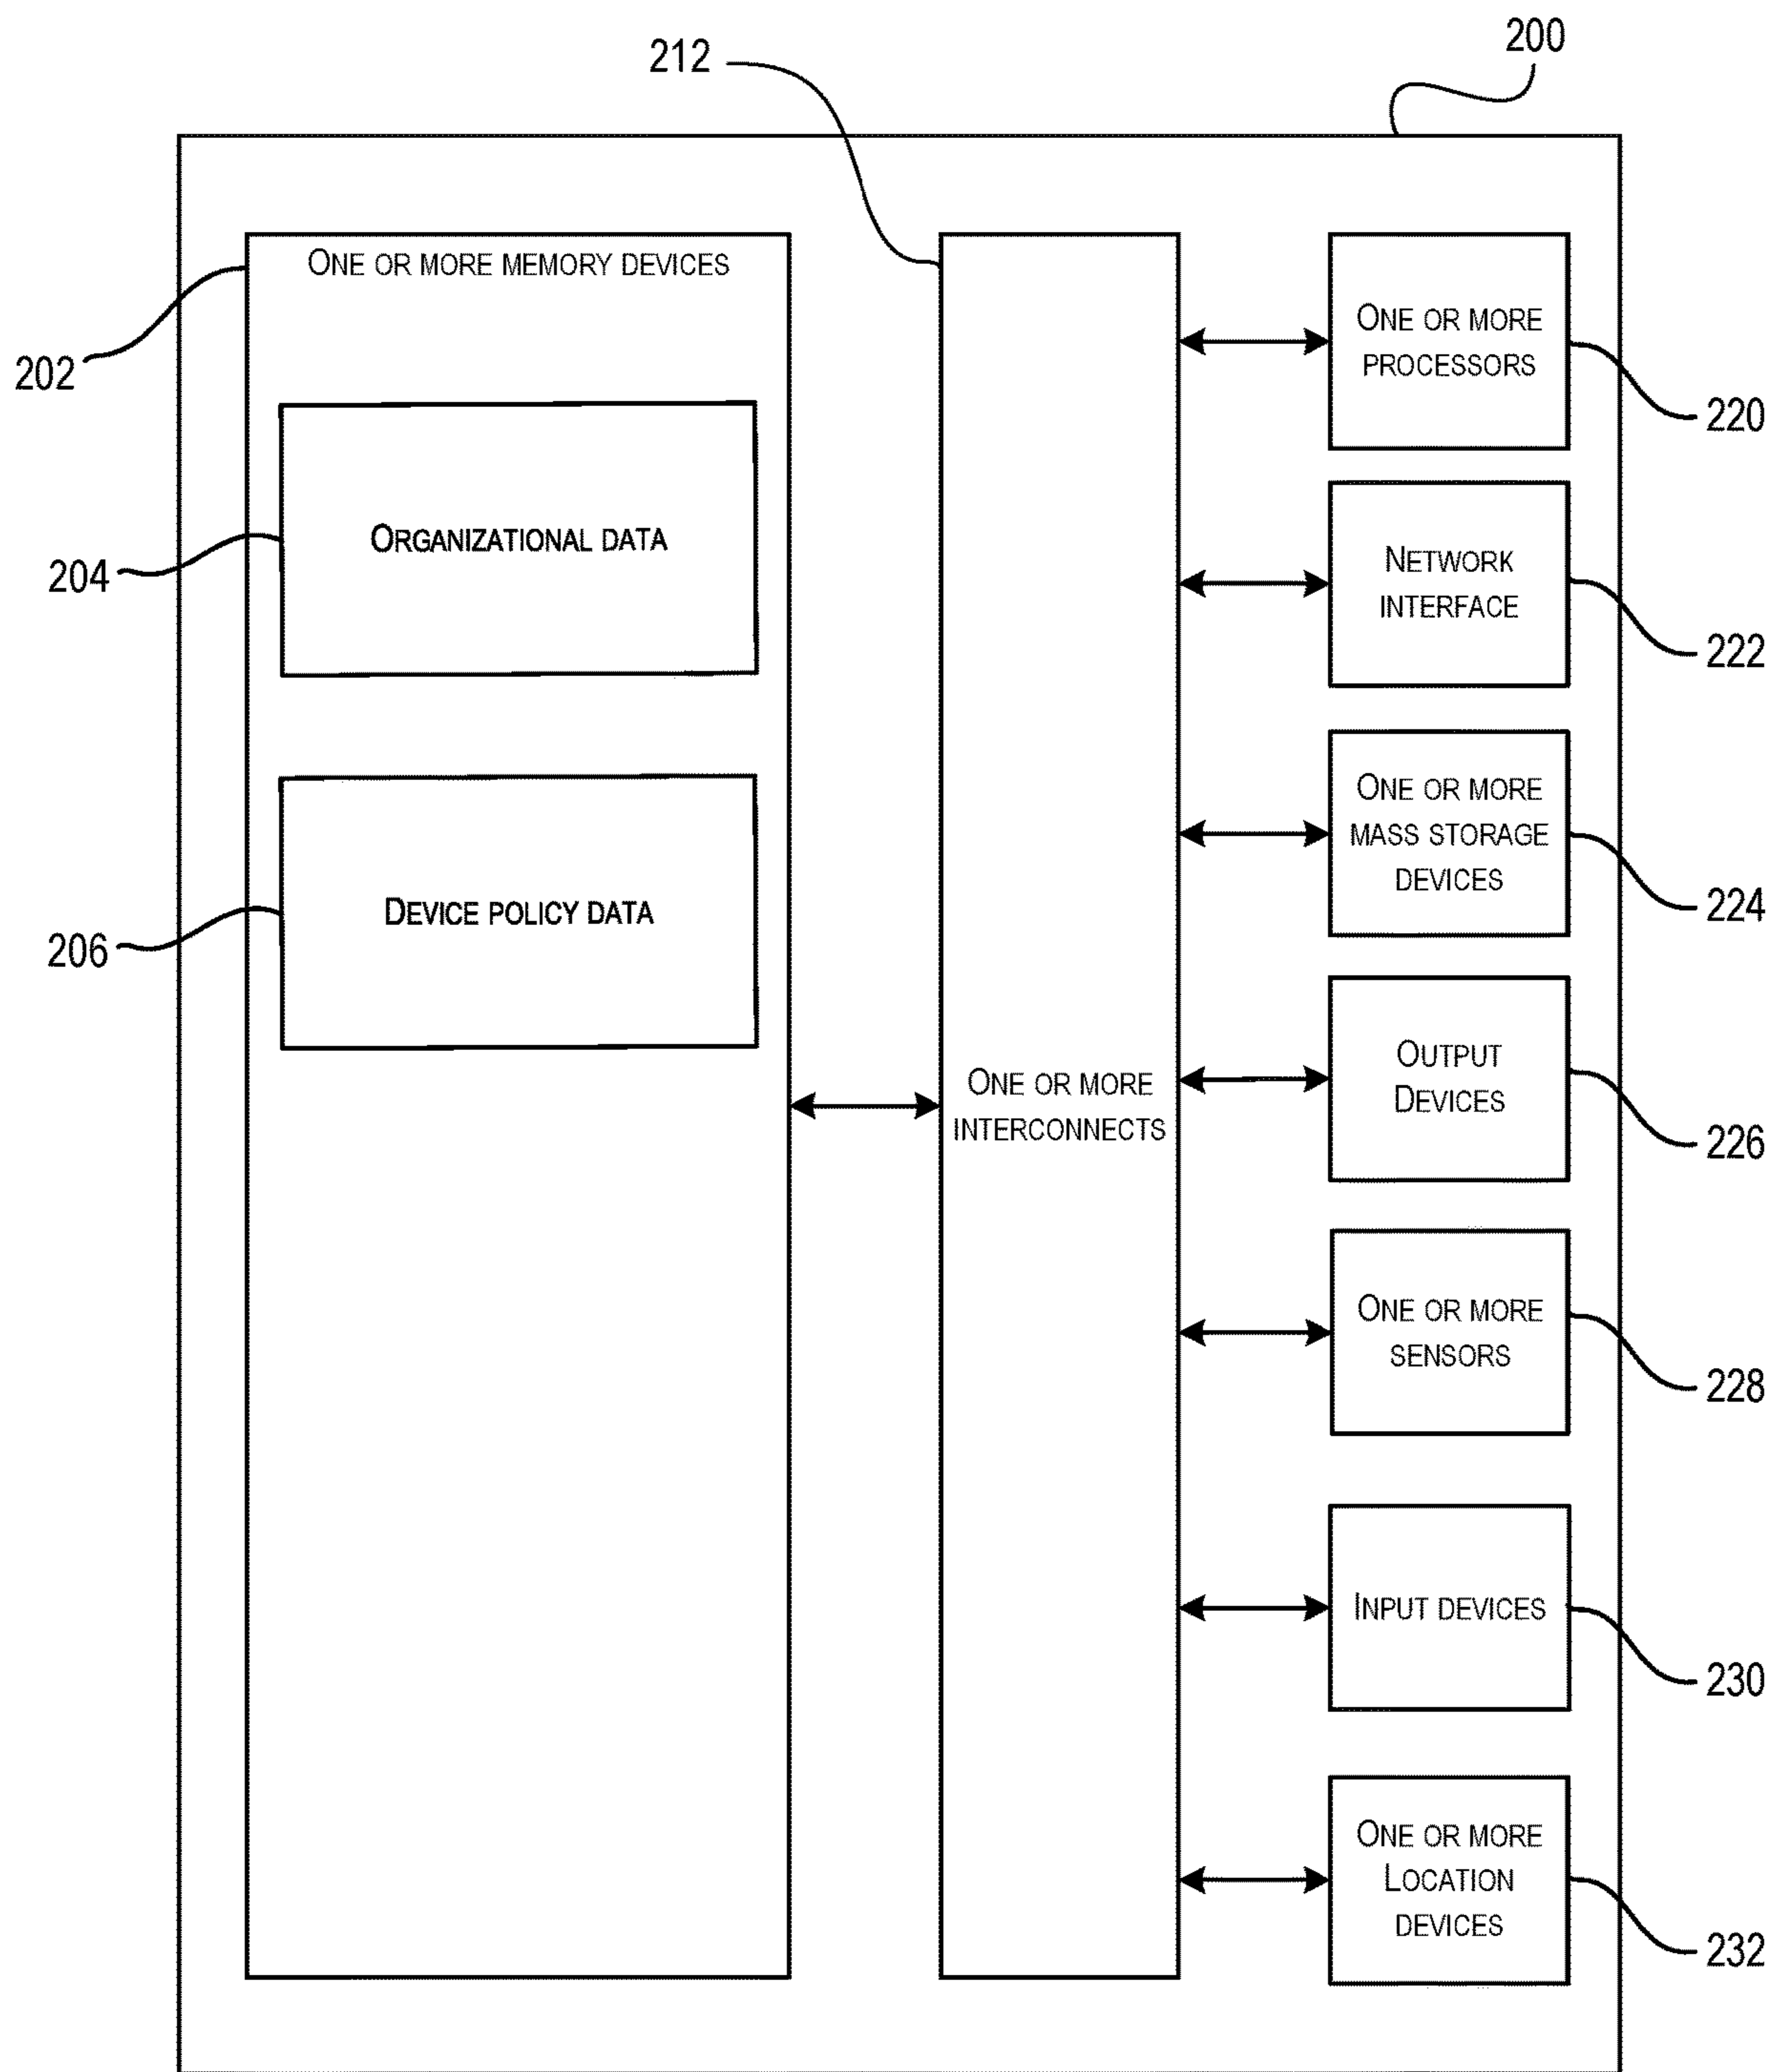 200
212
ONE OR MORE MEMORY DEVICES
202
ORGANIZATIONAL DATA
204
DEVICE POLICY DATA
206
ONE OR MORE
INTERCONNECTS
ONE OR MORE
PROCESSORS
220
NETWORK
INTERFACE
222
ONE OR MORE
MASS STORAGE
DEVICES
224
OUTPUT
DEVICES
226
ONE OR MORE
SENSORS
228
INPUT DEVICES
230
ONE OR MORE
LOCATION
DEVICES
232